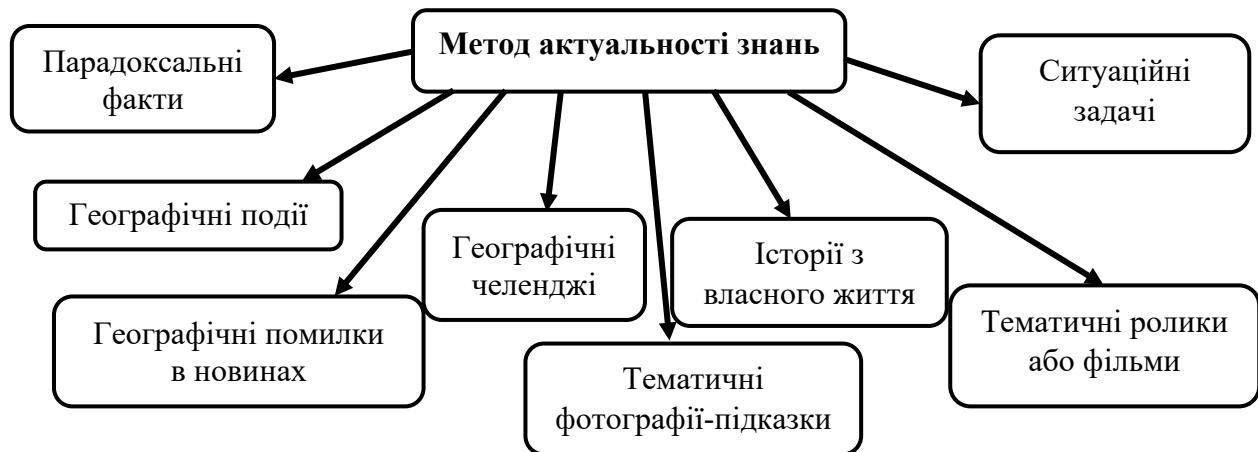 Метод актуальності знань
Парадоксальні
факти
Ситуаційні
задачі
Географічні події
Географічні
челенджі
Історії з
власного життя
Географічні помилки
в новинах
Тематичні
фотографії-підказки
Тематичні ролики
або фільми